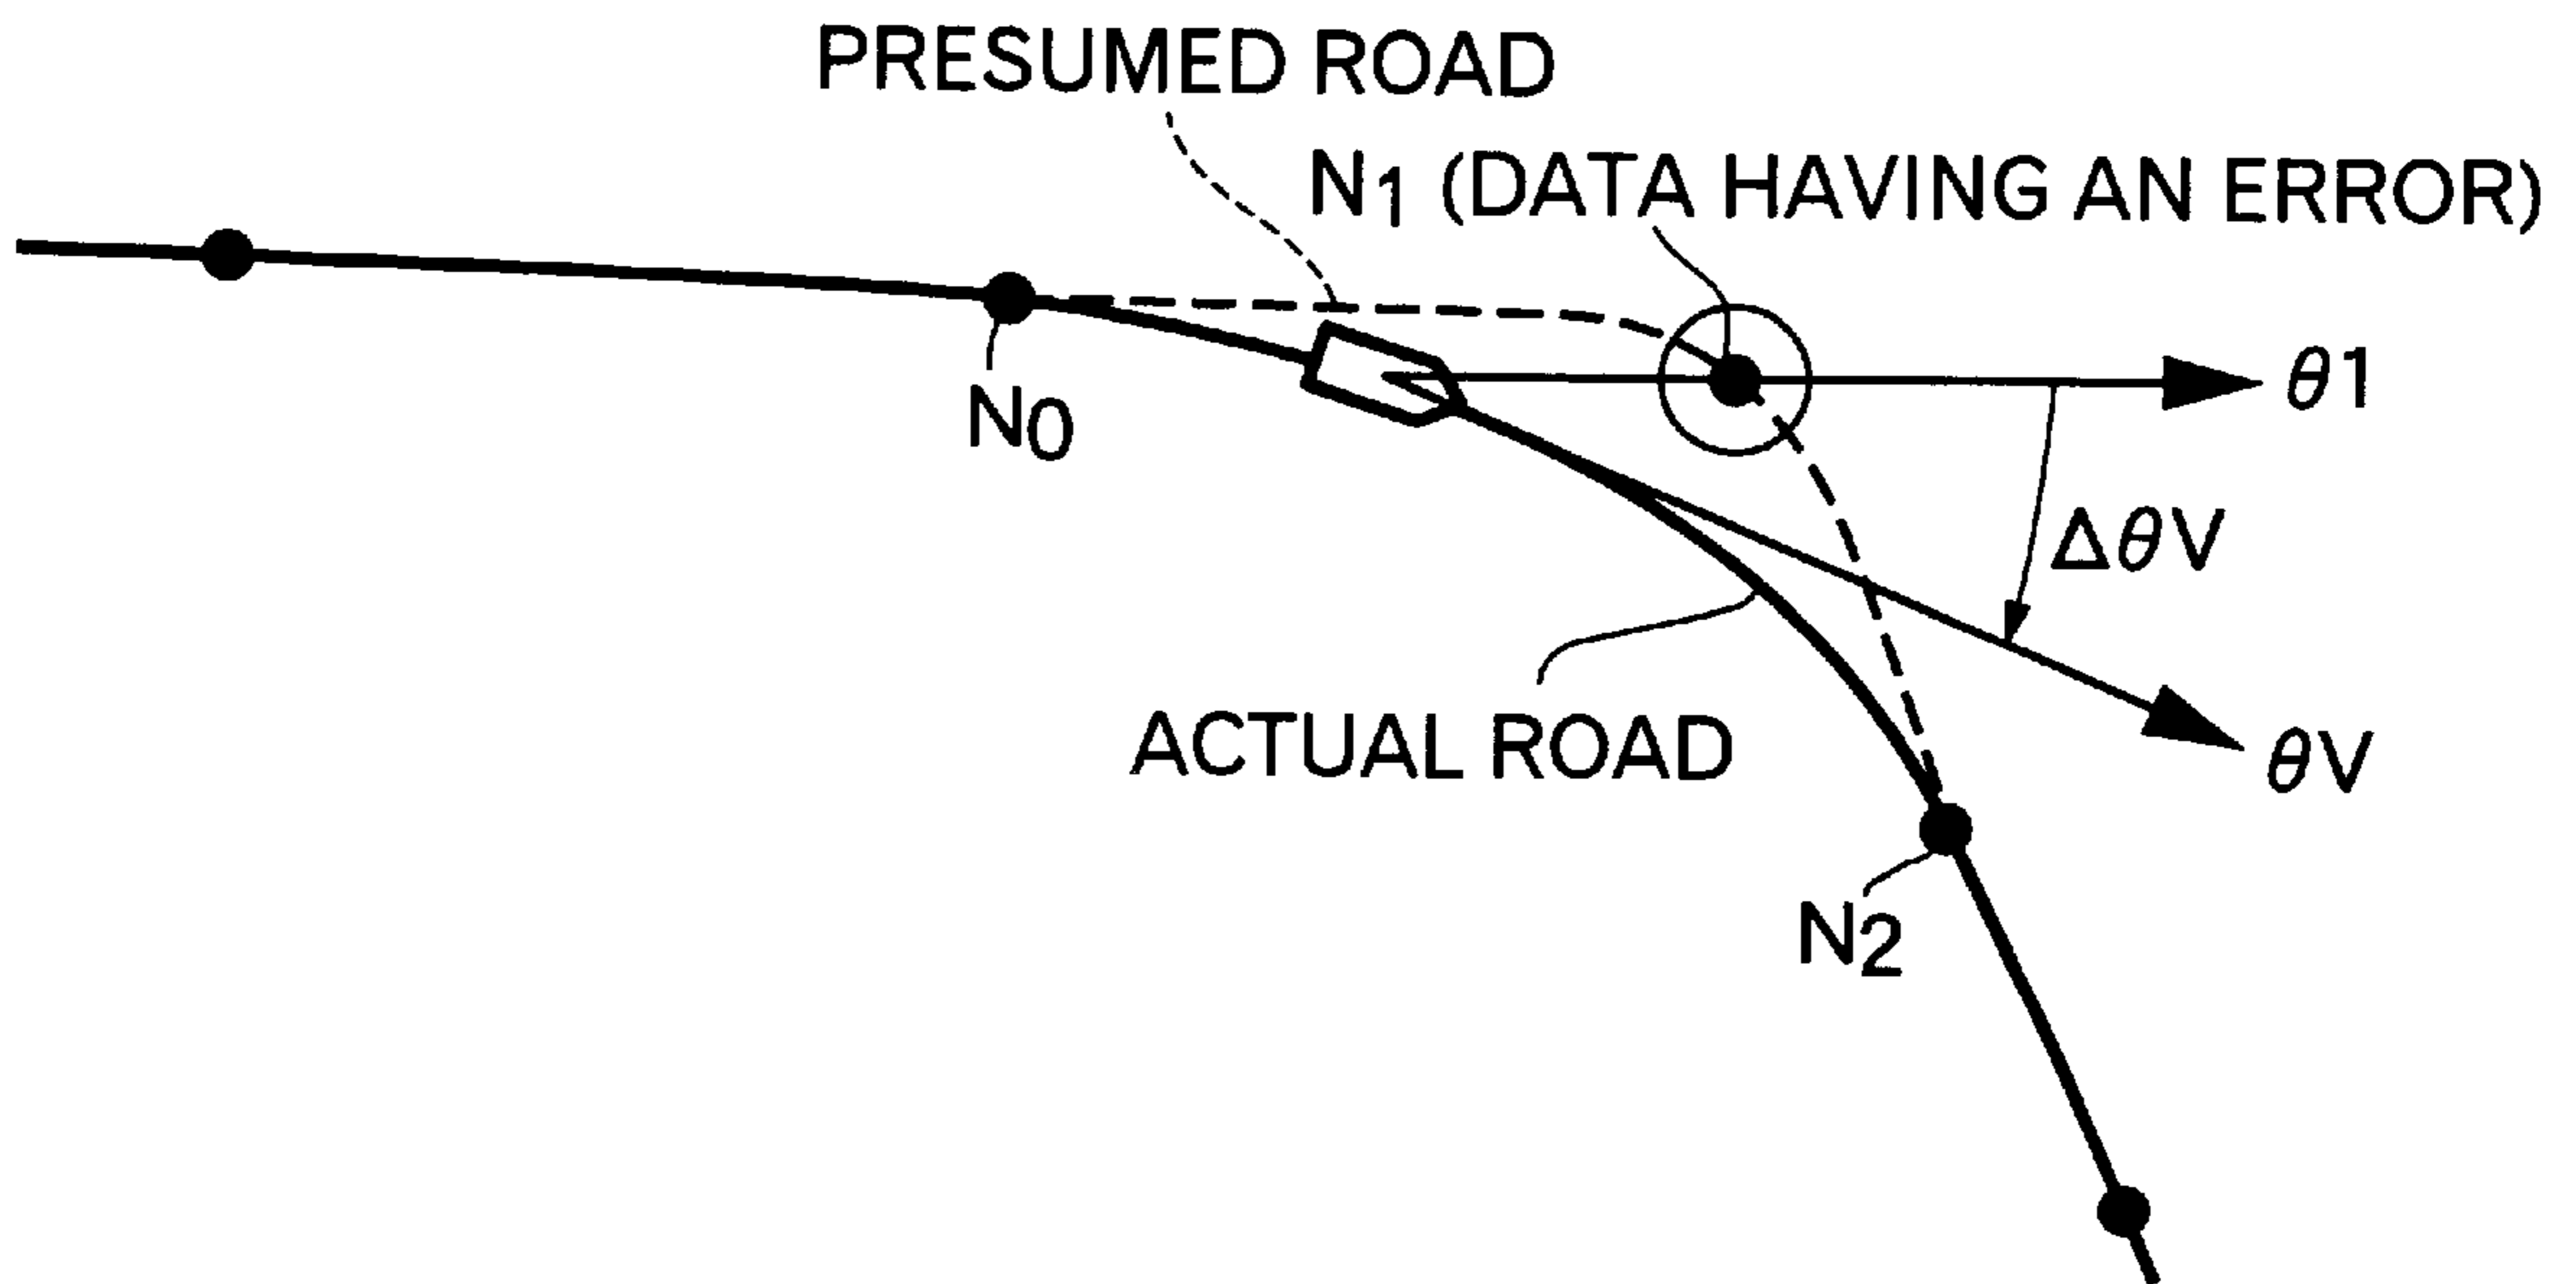 PRESUMED ROAD
N1 (DATA HAVING AN ERROR)
θ1
N0
ΔθV
ACTUAL ROAD
θV
N2